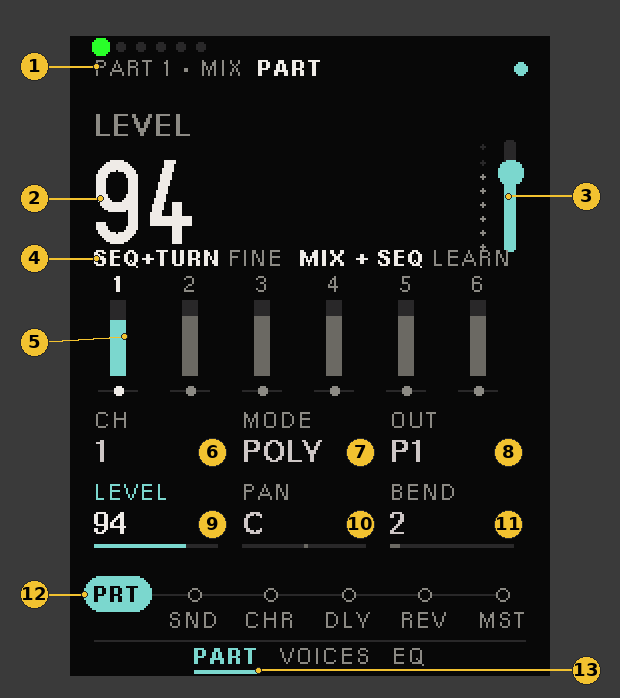 1 PART 1 · MIX PART
LEVEL
2 94 3
4 SEQ+TURN FINE MIX + SEQ LEARN
1 2 3 4 5 6
5
CH MODE OUT
1 6 POLY 7 P1 8
LEVEL PAN BEND
94 9 C 10 2 11
12 PRT
SND CHR DLY REV MST
PART VOICES EQ
13